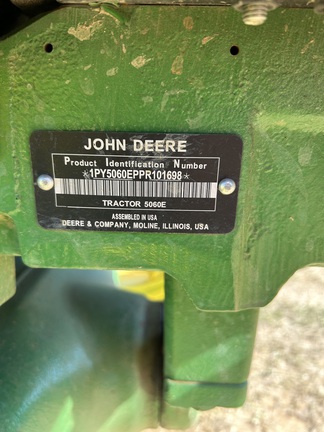 JOHN DEERE
Product Identification Number
*1PY5060EPPR101698*
TRACTOR 5060E
ASSEMBLED IN USA
DEERE & COMPANY, MOLINE, ILLINOIS, USA